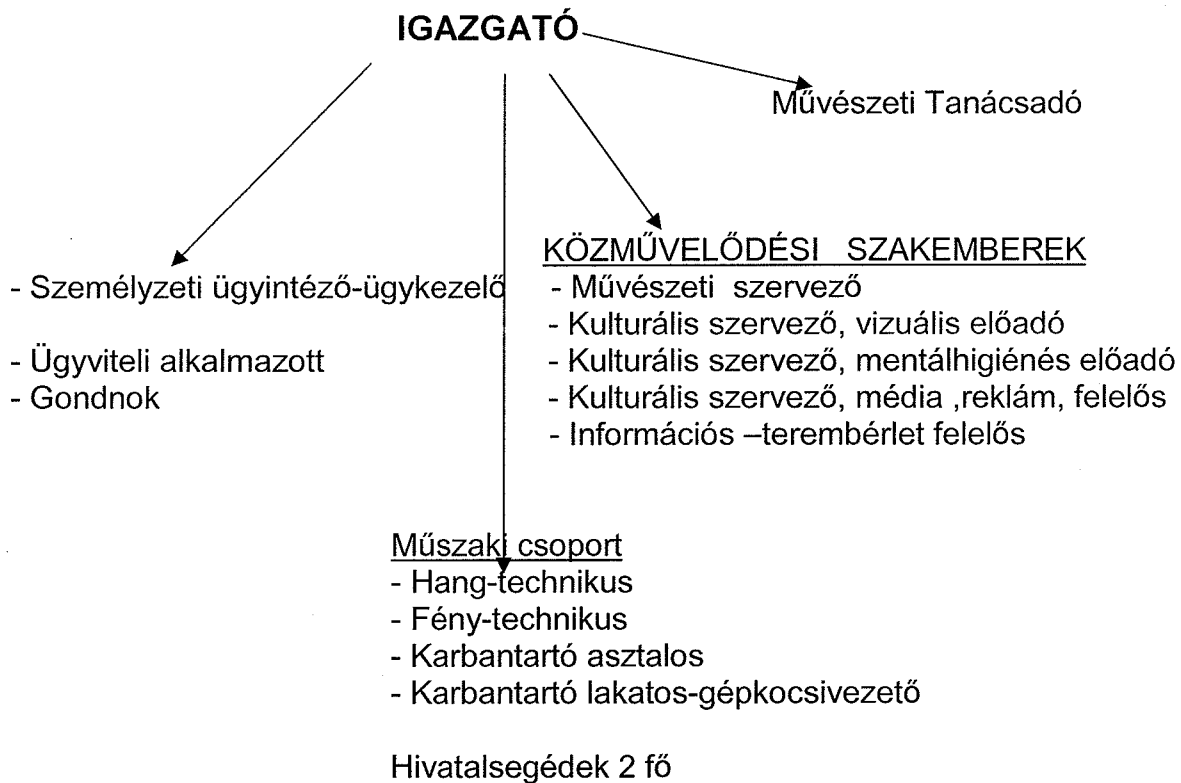 IGAZGATÓ
Művészeti Tanácsadó
- Személyzeti ügyintéző-ügykezelő
- Ügyviteli alkalmazott
- Gondnok
KÖZMŰVELŐDÉSI SZAKEMBEREK
- Művészeti szervező
- Kulturális szervező, vizuális előadó
- Kulturális szervező, mentálhigiénés előadó
- Kulturális szervező, média ,reklám, felelős
- Információs –terembérlet felelős
Műszaki csoport
- Hang-technikus
- Fény-technikus
- Karbantartó asztalos
- Karbantartó lakatos-gépkocsivezető
Hivatalsegédek 2 fő